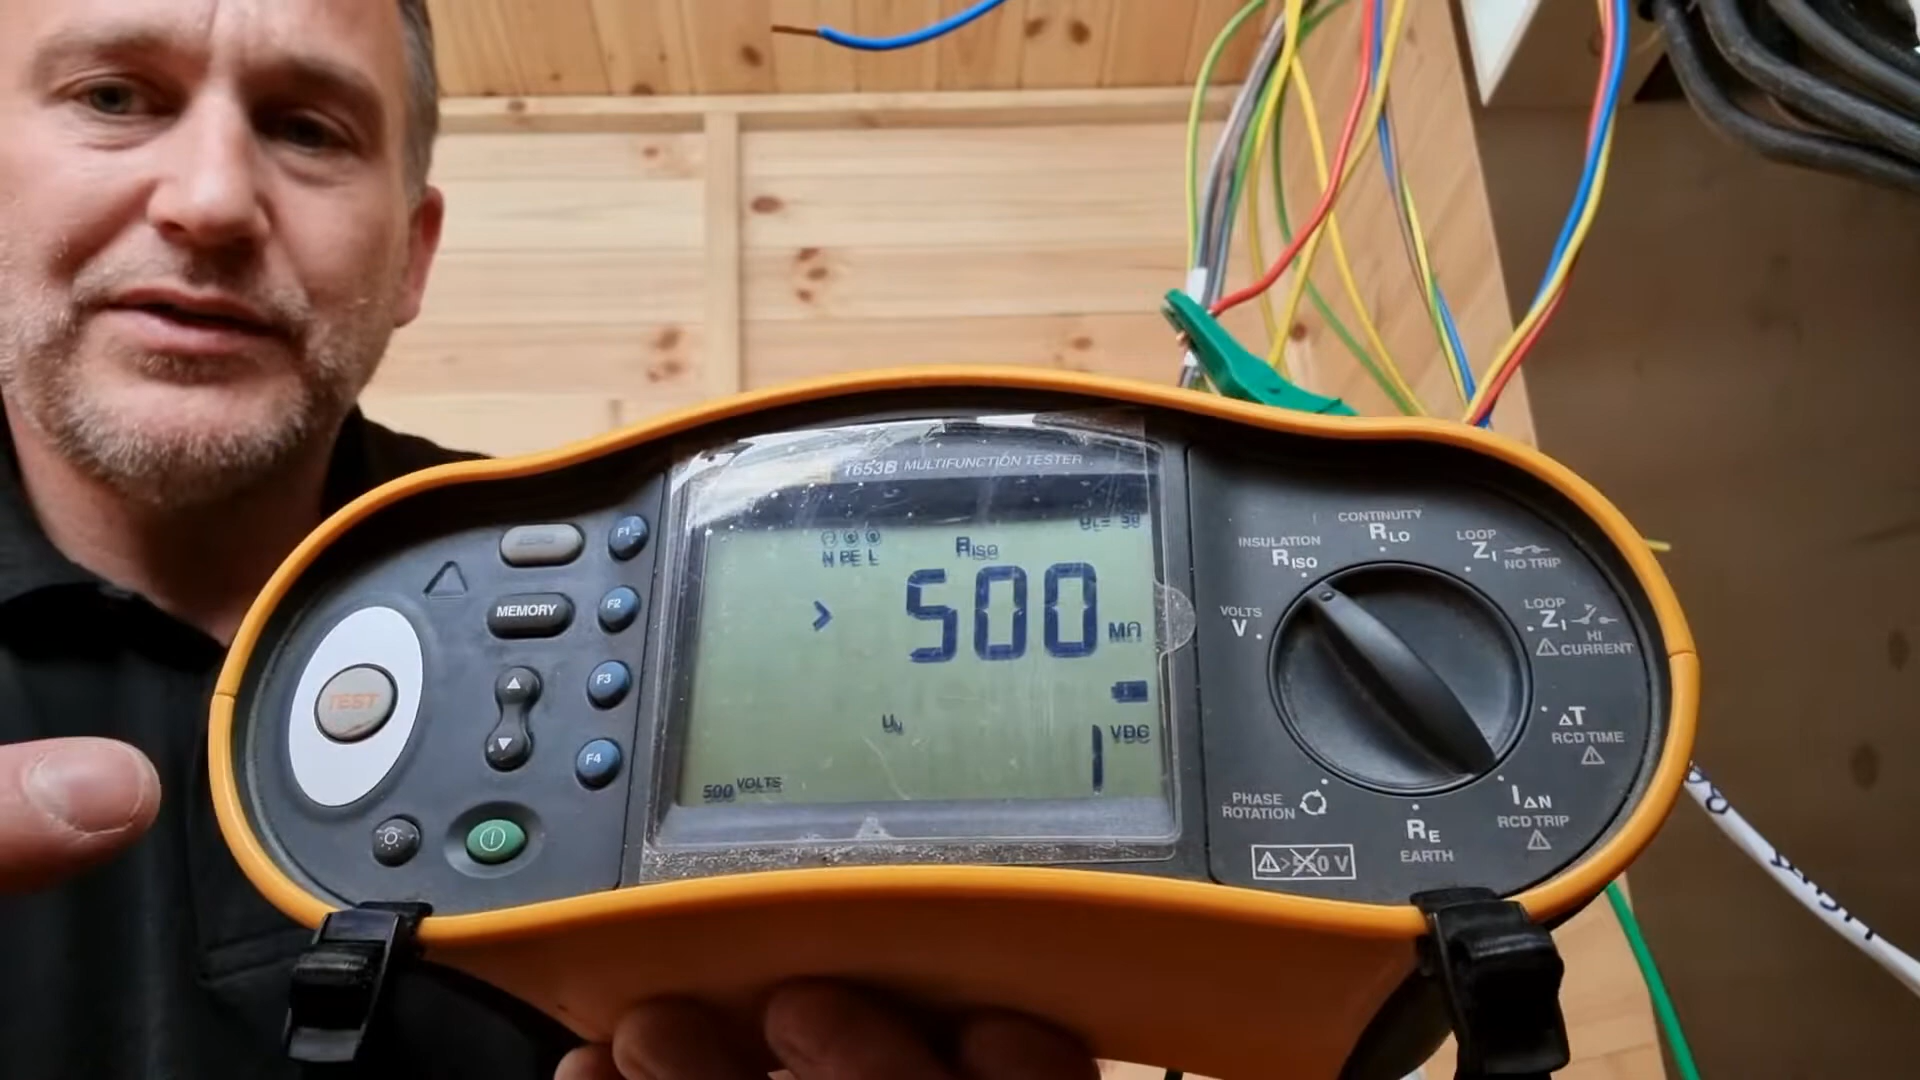 1653B MULTIFUNCTION TESTER
ZERO
F1
MEMORY
F2
TEST
F3
F4
N PE L
RISO
> 500 MΩ
UN
1 VDC
500 VOLTS
CONTINUITY
RLO
INSULATION
RISO
LOOP
ZI
NO TRIP
VOLTS
V
LOOP
ZI
HI
CURRENT
ΔT
RCD TIME
IΔN
RCD TRIP
RE
EARTH
PHASE
ROTATION
>550 V